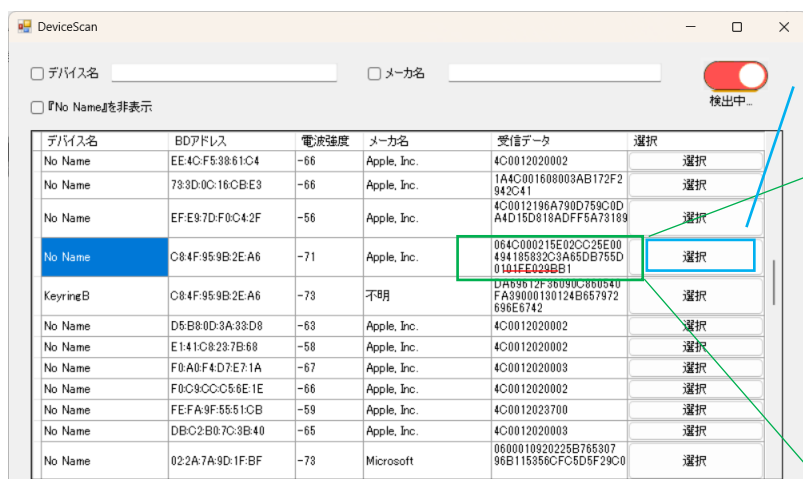 DeviceScan
デバイス名
メーカ名
検出中...
『No Name』を非表示
デバイス名 BDアドレス 電波強度 メーカ名 受信データ 選択
No Name EE:4C:F5:38:61:C4 -66 Apple, Inc. 4C0012020002 選択
No Name 73:3D:0C:16:CB:E3 -66 Apple, Inc. 1A4C001608003AB172F2 選択
942C41
No Name EF:E9:7D:F0:C4:2F -56 Apple, Inc. 4C0012196A790D759C0D 選択
A4D15D818ADFF5A73189
No Name C8:4F:95:9B:2E:A6 -71 Apple, Inc. 064C000215E02CC25E00 選択
494185832C3A65DB755D
0101FE029BB1
KeyringB C8:4F:95:9B:2E:A6 -73 不明 DA69612F36090C860540 選択
FA39000130124B657972
696E6742
No Name D5:B8:0D:3A:33:D8 -63 Apple, Inc. 4C0012020002 選択
No Name E1:41:C8:23:7B:68 -58 Apple, Inc. 4C0012020002 選択
No Name F0:A0:F4:D7:E7:1A -67 Apple, Inc. 4C0012020003 選択
No Name F0:C9:CC:C5:6E:1E -66 Apple, Inc. 4C0012020002 選択
No Name FE:FA:9F:55:51:CB -59 Apple, Inc. 4C0012023700 選択
No Name DB:C2:B0:7C:3B:40 -65 Apple, Inc. 4C0012020003 選択
No Name 02:2A:7A:9D:1F:BF -73 Microsoft 0600010920225B765307 選択
96B115356CFC5D5F29C0